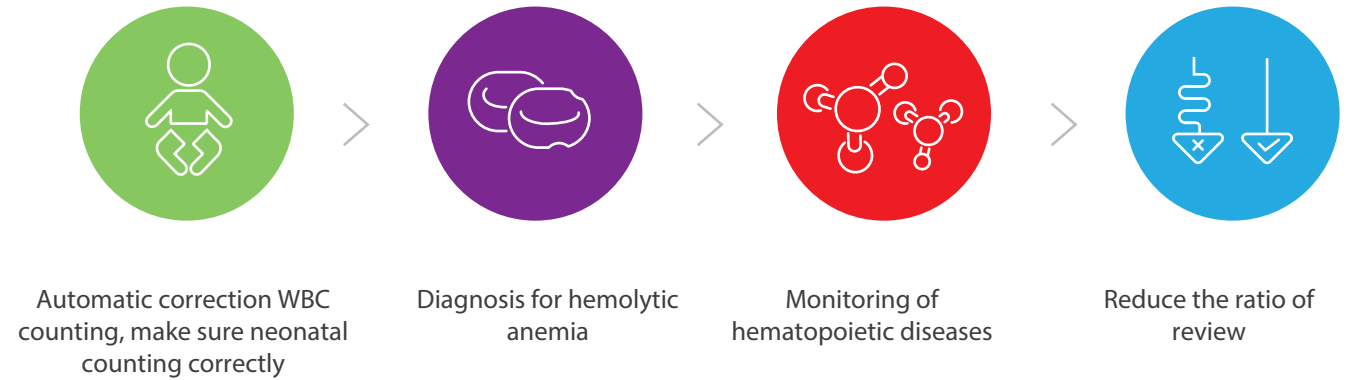 Automatic correction WBC
counting, make sure neonatal
counting correctly
Diagnosis for hemolytic
anemia
Monitoring of
hematopoietic diseases
Reduce the ratio of
review